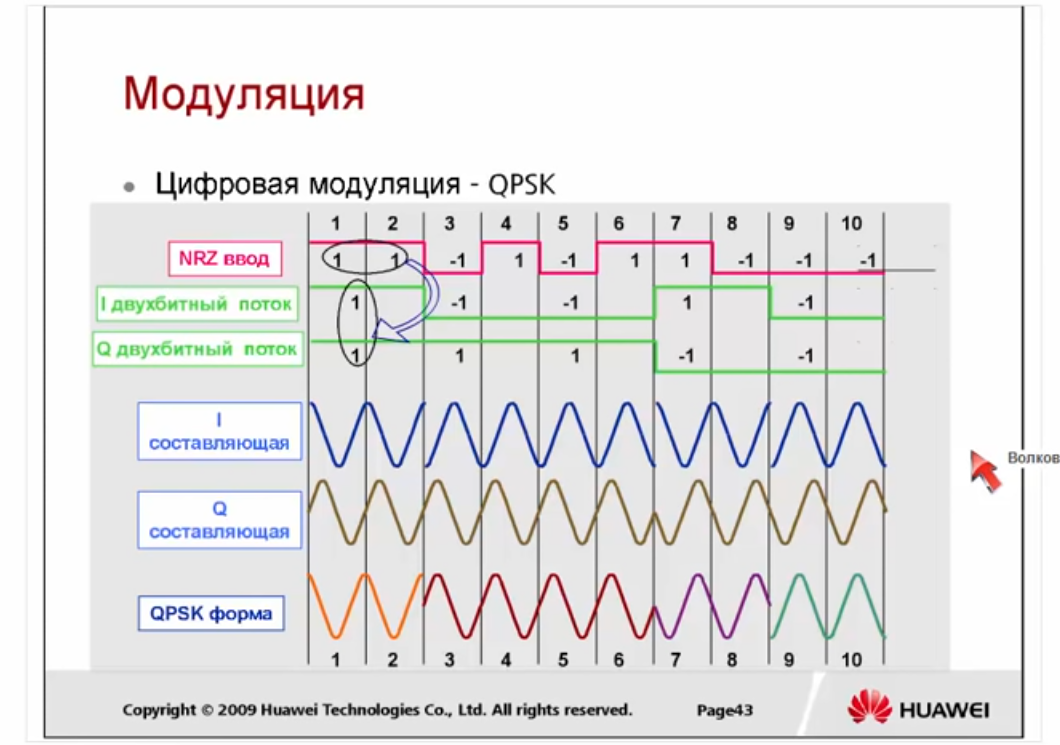 Модуляция
Цифровая модуляция - QPSK
1 2 3 4 5 6 7 8 9 10
NRZ ввод
1 1 -1 1 -1 1 1 -1 -1 -1
I двухбитный поток
1 -1 -1 1 -1
Q двухбитный поток
1 1 1 -1 -1
I
составляющая
Волков
Q
составляющая
QPSK форма
1 2 3 4 5 6 7 8 9 10
Copyright © 2009 Huawei Technologies Co., Ltd. All rights reserved.
Page43
HUAWEI